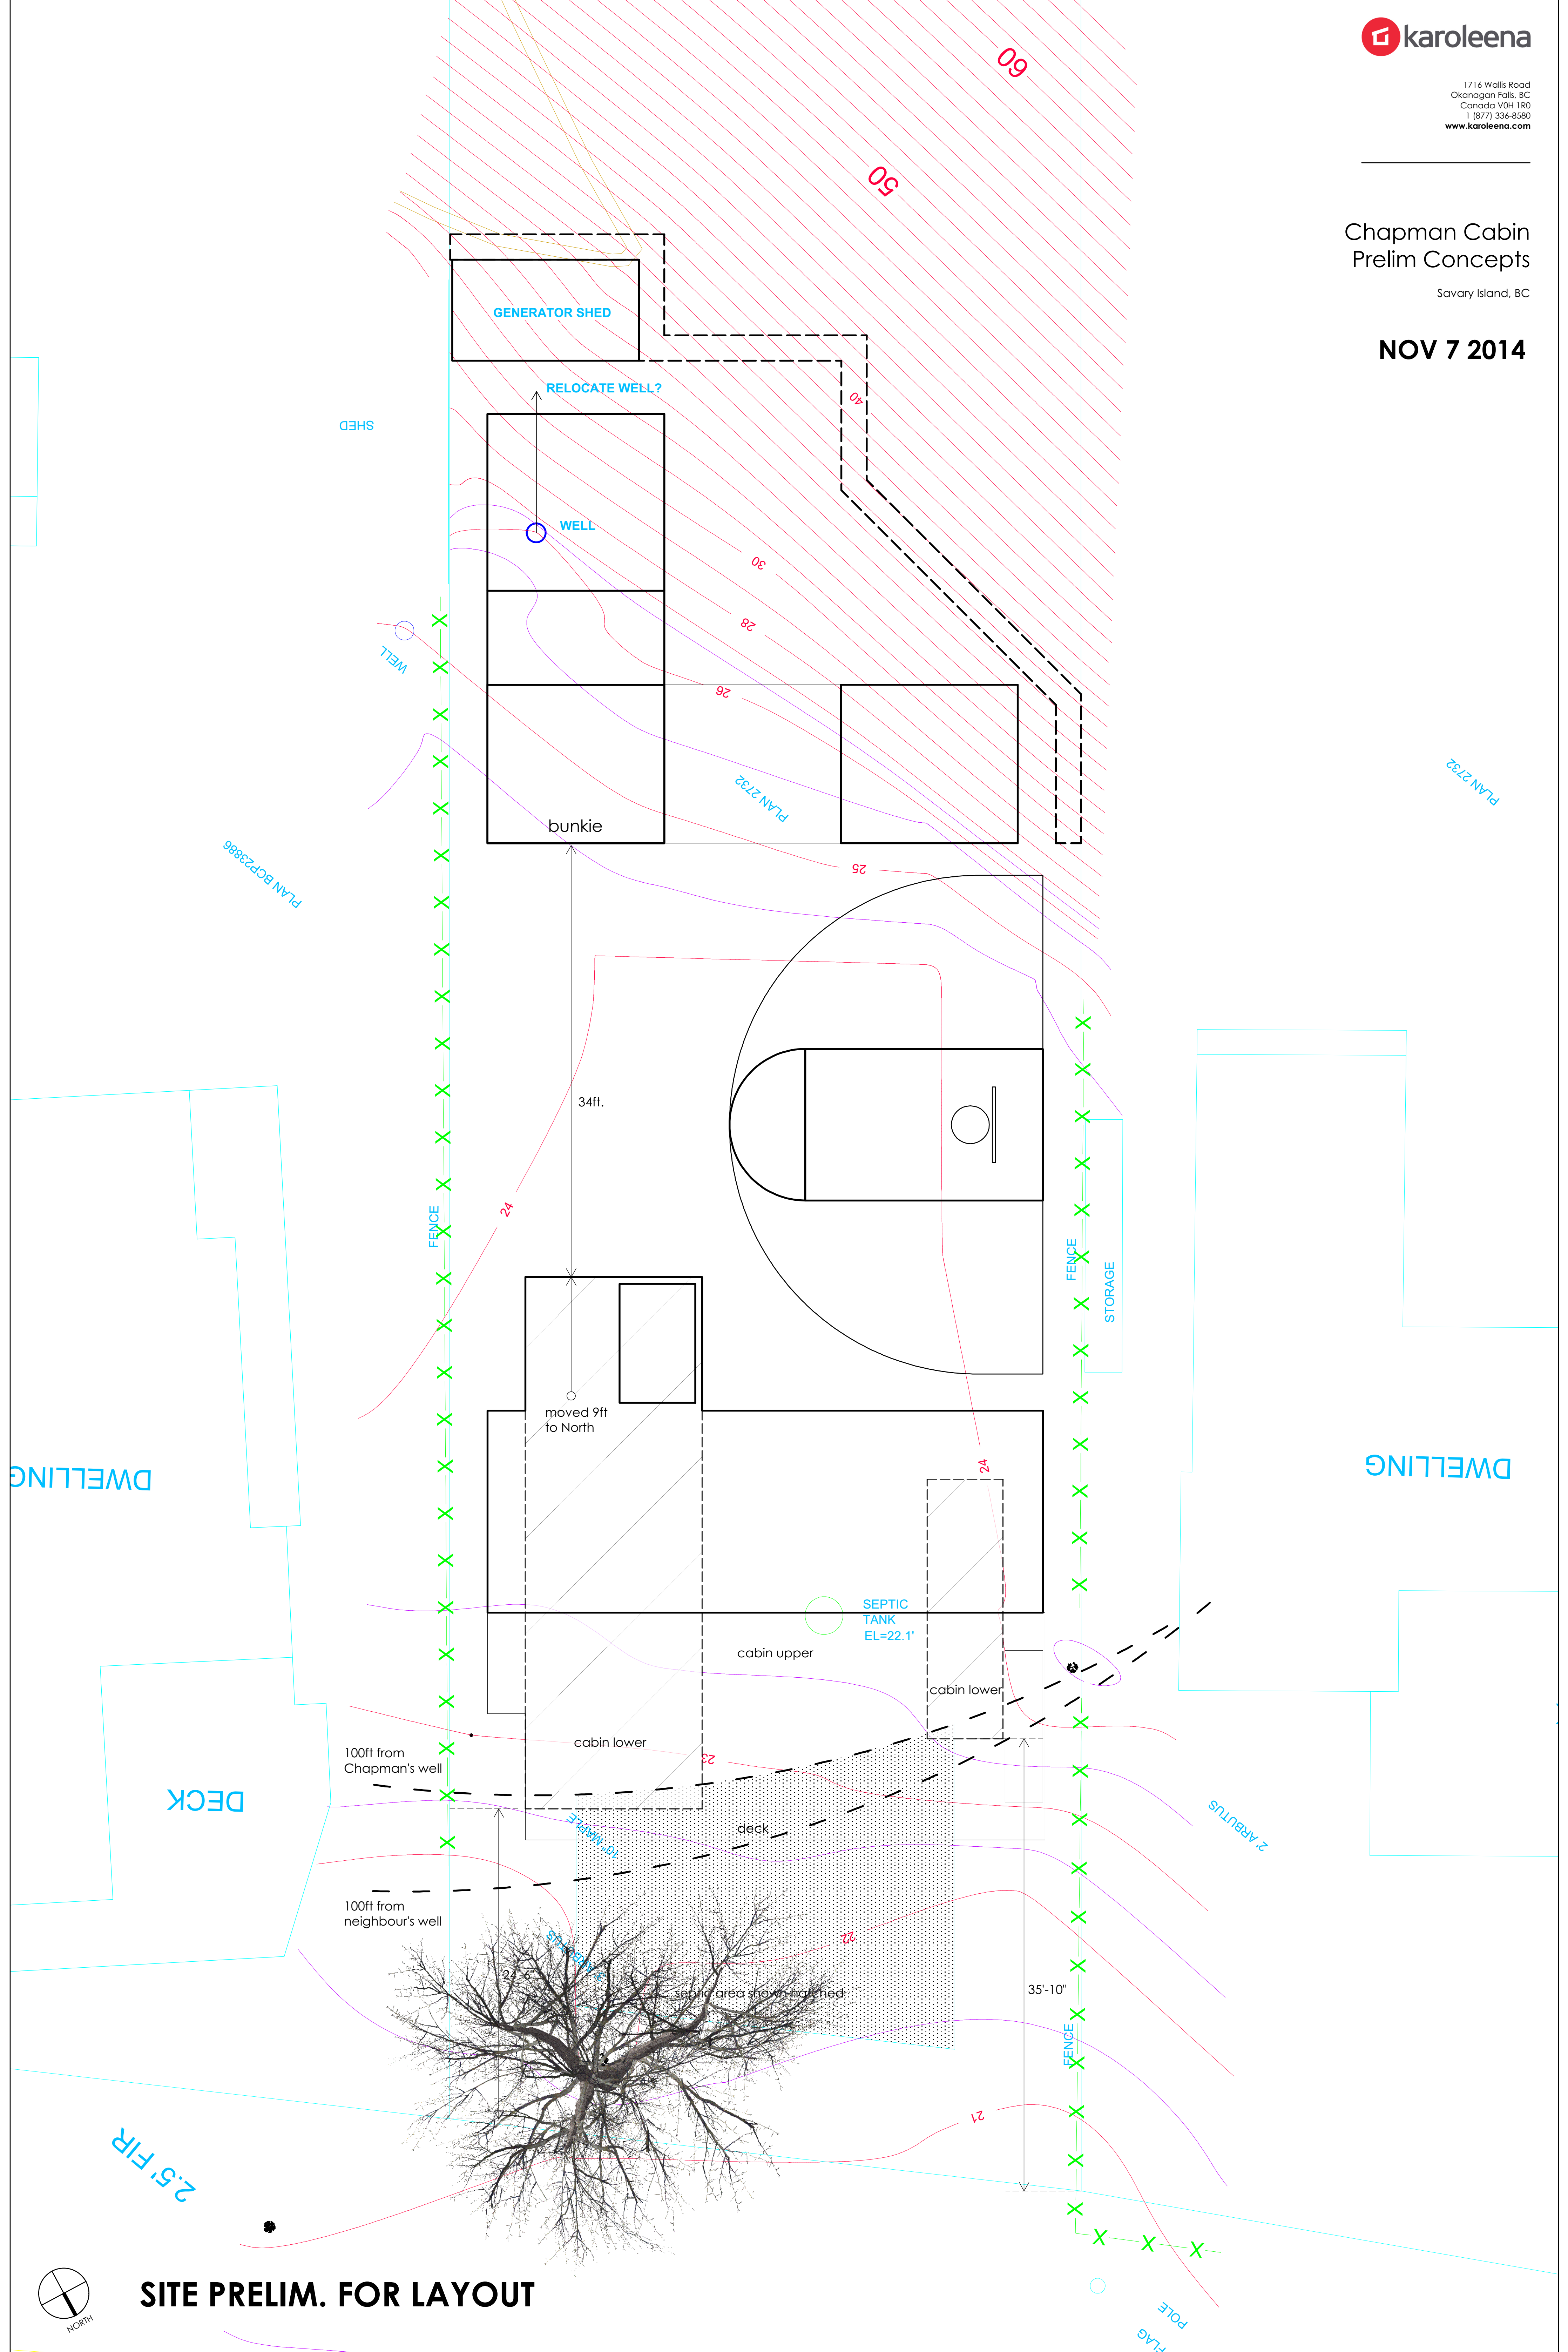 karoleena
1716 Wallis Road
Okanagan Falls, BC
Canada V0H 1R0
1 (877) 336-8580
www.karoleena.com
Chapman Cabin
Prelim Concepts
Savary Island, BC
NOV 7 2014
60
50
GENERATOR SHED
RELOCATE WELL?
40
SHED
WELL
30
28
WELL
26
PLAN 2732
PLAN 2732
bunkie
PLAN BCP23886
25
34ft.
24
FENCE
FENCE
STORAGE
moved 9ft
to North
24
DWELLING
DWELLING
SEPTIC
TANK
EL=22.1'
cabin upper
cabin lower
cabin lower
23
100ft from
Chapman's well
DECK
deck
10" MAPLE
2' ARBUTUS
100ft from
neighbour's well
22
septic area shown hatched
35'-10"
FENCE
21
2.5' FIR
NORTH
SITE PRELIM. FOR LAYOUT
POLE
FLAG